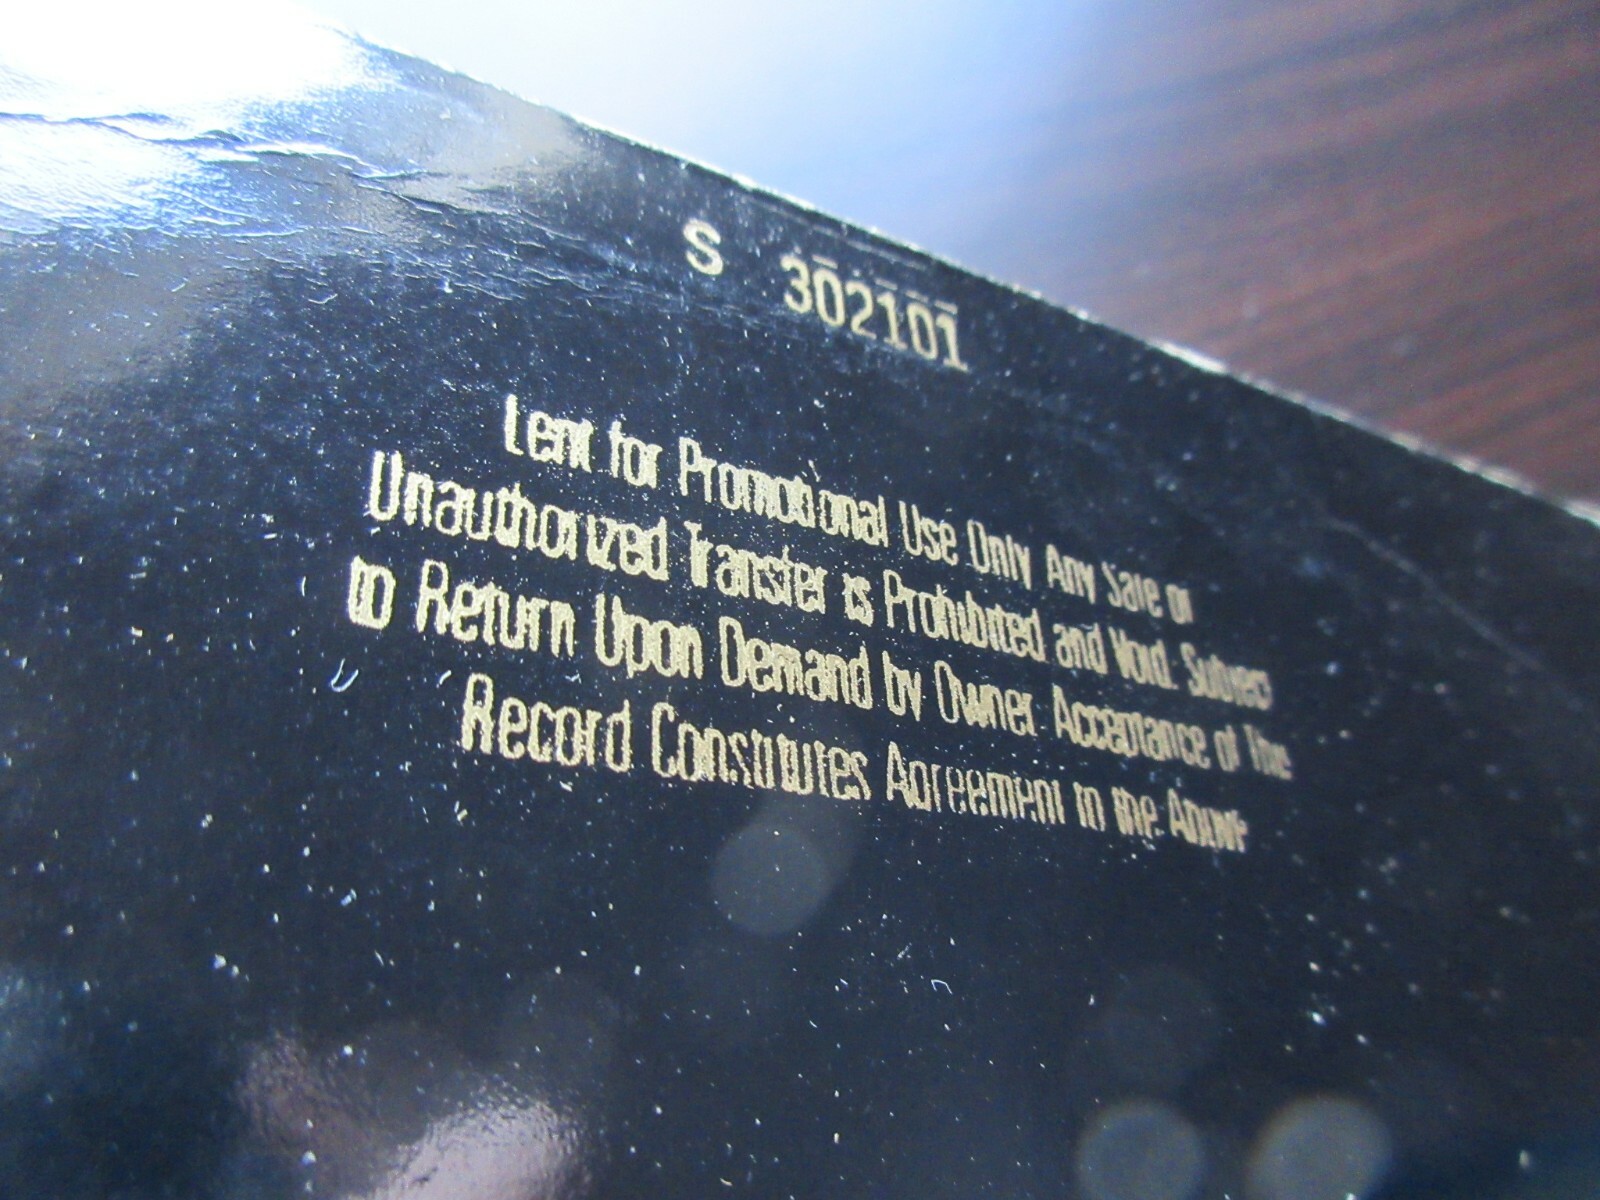 S 302101
Lent for Promotional Use Only Any Sale or
Unauthorized Transfer is Prohibited and Void. Subject
to Return Upon Demand by Owner Acceptance of The
Record Constitutes Agreement to the Above